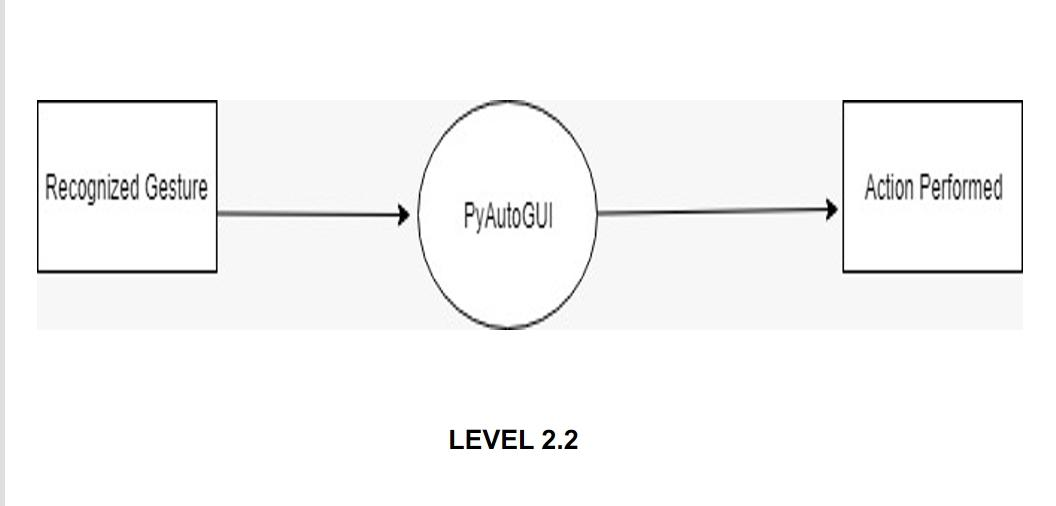 Recognized Gesture
PyAutoGUI
Action Performed
LEVEL 2.2